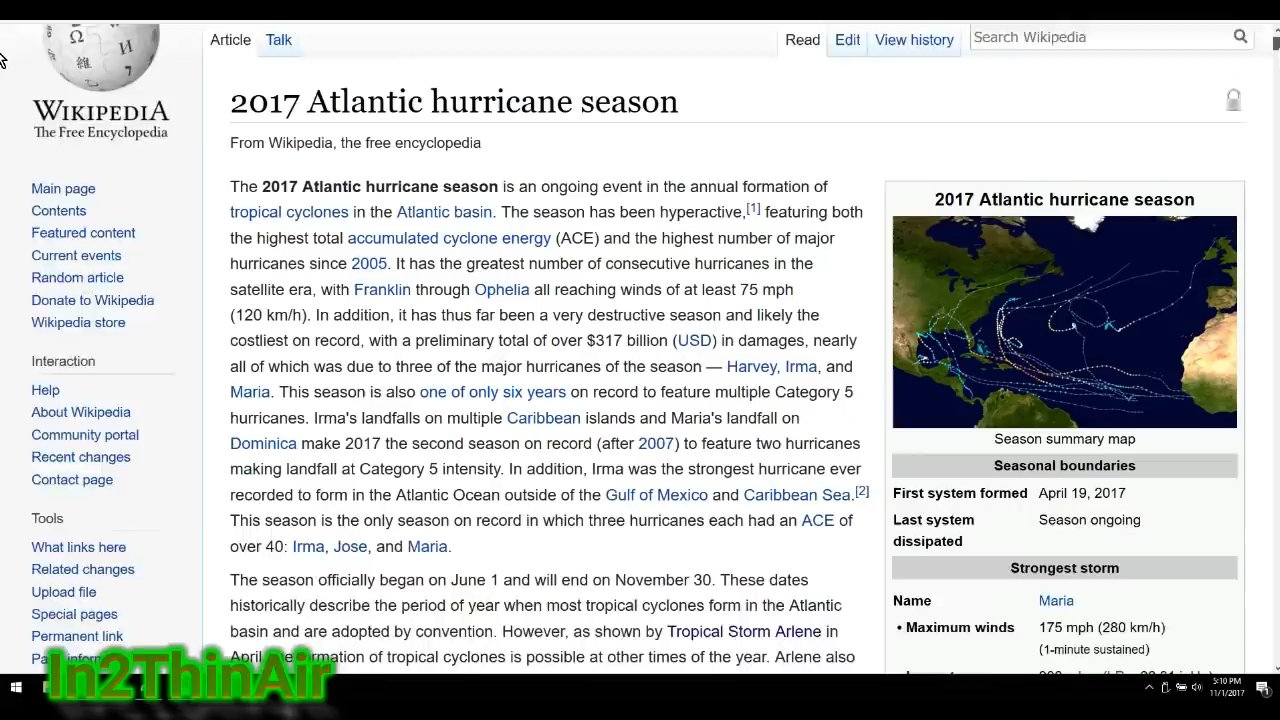 Article
Talk
Read
Edit
View history
Search Wikipedia
Ω
И
維
WIKIPEDIA
The Free Encyclopedia
2017 Atlantic hurricane season
From Wikipedia, the free encyclopedia
Main page
Contents
Featured content
Current events
Random article
Donate to Wikipedia
Wikipedia store
Interaction
Help
About Wikipedia
Community portal
Recent changes
Contact page
Tools
What links here
Related changes
Upload file
Special pages
Permanent link
The 2017 Atlantic hurricane season is an ongoing event in the annual formation of
tropical cyclones in the Atlantic basin. The season has been hyperactive,[1] featuring both
the highest total accumulated cyclone energy (ACE) and the highest number of major
hurricanes since 2005. It has the greatest number of consecutive hurricanes in the
satellite era, with Franklin through Ophelia all reaching winds of at least 75 mph
(120 km/h). In addition, it has thus far been a very destructive season and likely the
costliest on record, with a preliminary total of over $317 billion (USD) in damages, nearly
all of which was due to three of the major hurricanes of the season — Harvey, Irma, and
Maria. This season is also one of only six years on record to feature multiple Category 5
hurricanes. Irma's landfalls on multiple Caribbean islands and Maria's landfall on
Dominica make 2017 the second season on record (after 2007) to feature two hurricanes
making landfall at Category 5 intensity. In addition, Irma was the strongest hurricane ever
recorded to form in the Atlantic Ocean outside of the Gulf of Mexico and Caribbean Sea.[2]
This season is the only season on record in which three hurricanes each had an ACE of
over 40: Irma, Jose, and Maria.
The season officially began on June 1 and will end on November 30. These dates
historically describe the period of year when most tropical cyclones form in the Atlantic
basin and are adopted by convention. However, as shown by Tropical Storm Arlene in
April, formation of tropical cyclones is possible at other times of the year. Arlene also
2017 Atlantic hurricane season
Season summary map
Seasonal boundaries
First system formed April 19, 2017
Last system Season ongoing
dissipated
Strongest storm
Name Maria
• Maximum winds 175 mph (280 km/h)
(1-minute sustained)
In2ThinAir
5:10 PM
11/1/2017